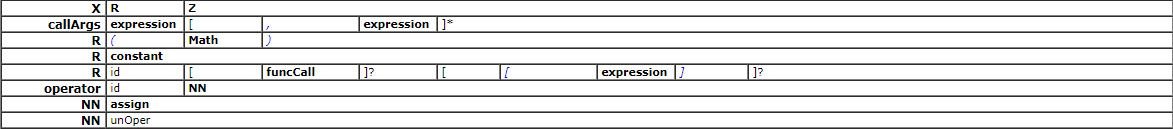 X R Z
callArgs expression [ , expression ]*
R ( Math )
R constant
R id [ funcCall ]? [ [ expression ] ]?
operator id NN
NN assign
NN unOper